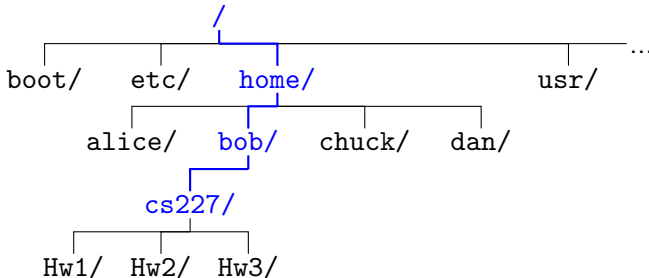 /
boot/ etc/ home/ usr/ ...
alice/ bob/ chuck/ dan/
cs227/
Hw1/ Hw2/ Hw3/